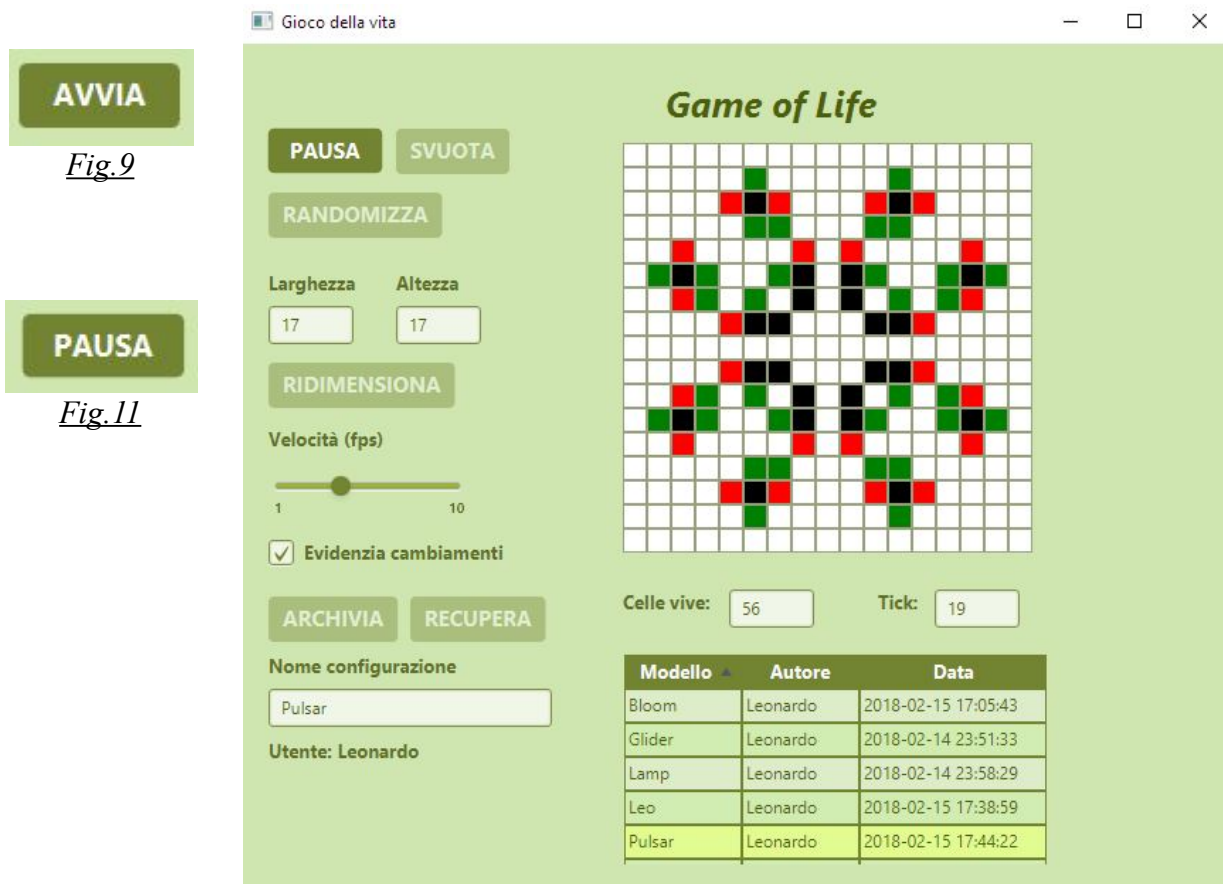 AVVIA
Fig.9
PAUSA
Fig.11
Gioco della vita
Game of Life
PAUSA SVUOTA
RANDOMIZZA
Larghezza Altezza
17 17
RIDIMENSIONA
Velocità (fps)
1 10
Evidenzia cambiamenti
ARCHIVIA RECUPERA
Nome configurazione
Pulsar
Utente: Leonardo
Celle vive: 56 Tick: 19
Modello Autore Data
Bloom Leonardo 2018-02-15 17:05:43
Glider Leonardo 2018-02-14 23:51:33
Lamp Leonardo 2018-02-14 23:58:29
Leo Leonardo 2018-02-15 17:38:59
Pulsar Leonardo 2018-02-15 17:44:22